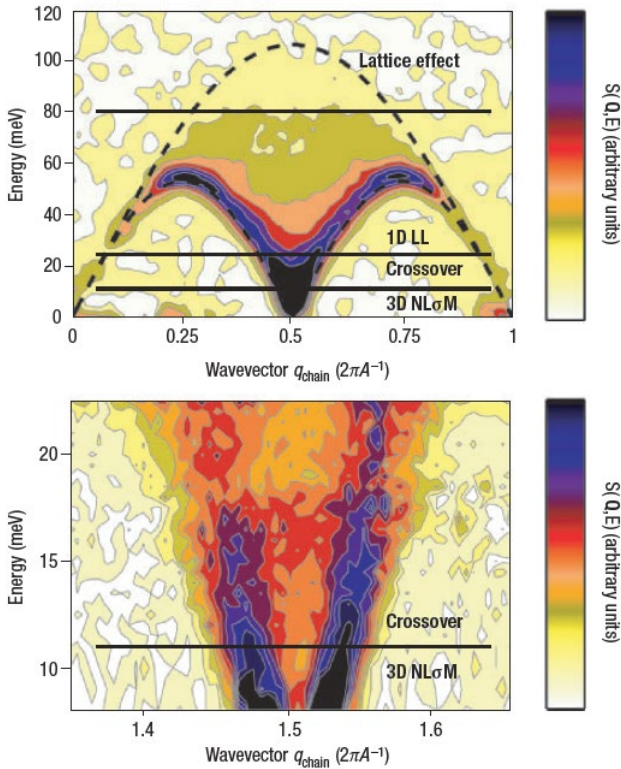 120
100
80
60
40
20
0
Energy (meV)
Lattice effect
1D LL
Crossover
3D NLσM
0 0.25 0.5 0.75 1
Wavevector qchain (2πA−1)
S(Q,E) (arbitrary units)
20
15
10
Energy (meV)
Crossover
3D NLσM
1.4 1.5 1.6
Wavevector qchain (2πA−1)
S(Q,E) (arbitrary units)